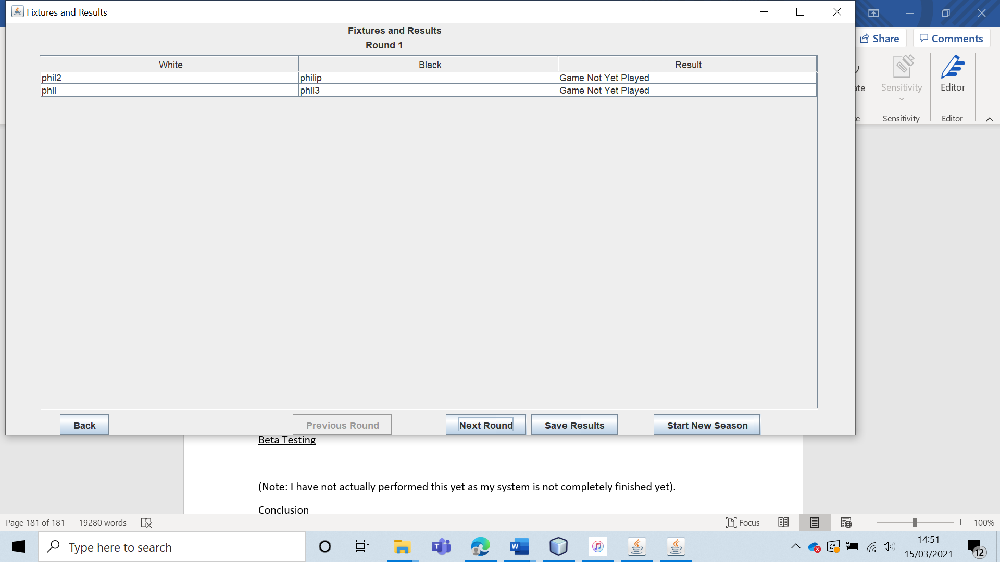 Fixtures and Results
Share
Comments
Fixtures and Results
Round 1
White Black Result
phil2 philip Game Not Yet Played
phil phil3 Game Not Yet Played
Sensitivity
Editor
Sensitivity
Editor
Back
Previous Round
Next Round
Save Results
Start New Season
Beta Testing
(Note: I have not actually performed this yet as my system is not completely finished yet).
Conclusion
Page 181 of 181 19280 words
Focus
100%
Type here to search
14:51
15/03/2021
12